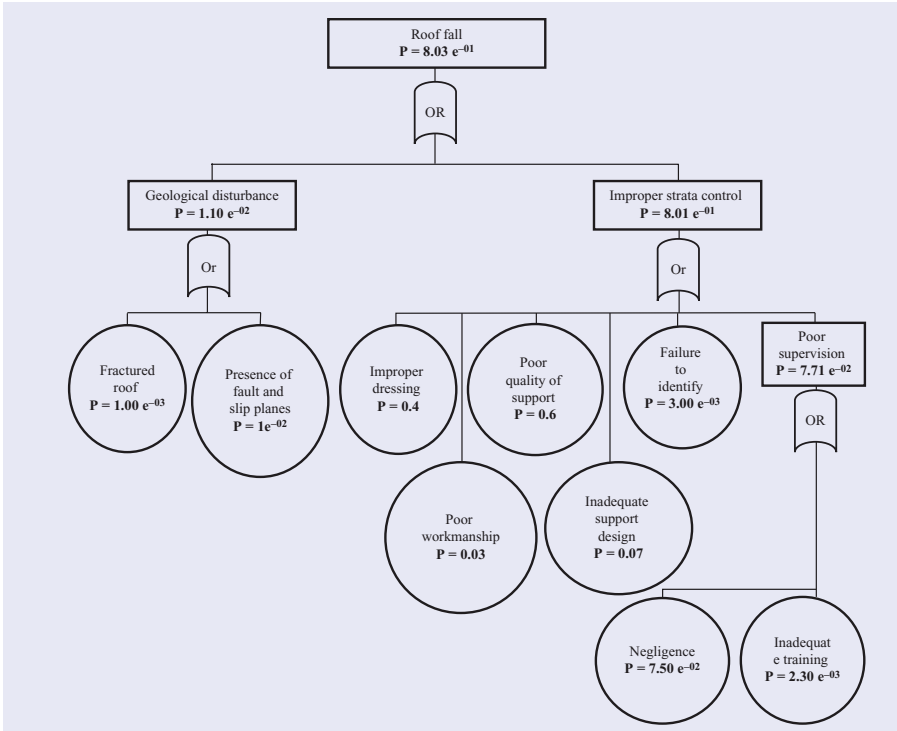 Roof fall
P = 8.03 e⁻⁰¹
OR
Geological disturbance
P = 1.10 e⁻⁰²
Improper strata control
P = 8.01 e⁻⁰¹
Or
Or
Fractured
roof
P = 1.00 e⁻⁰³
Presence of
fault and
slip planes
P = 1e⁻⁰²
Improper
dressing
P = 0.4
Poor
quality of
support
P = 0.6
Failure
to
identify
P = 3.00 e⁻⁰³
Poor
supervision
P = 7.71 e⁻⁰²
OR
Poor
workmanship
P = 0.03
Inadequate
support
design
P = 0.07
Negligence
P = 7.50 e⁻⁰²
Inadequat
e training
P = 2.30 e⁻⁰³